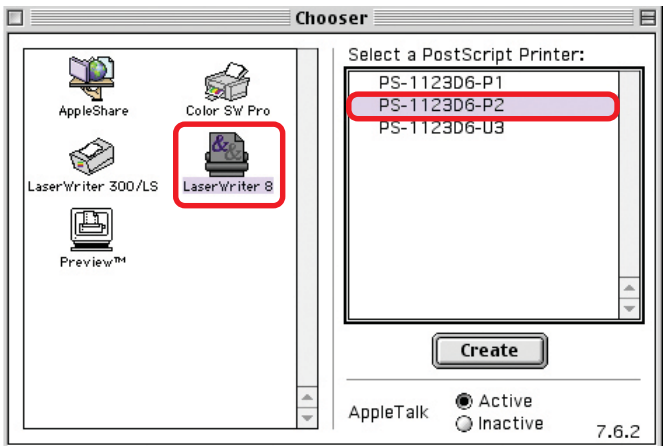 Chooser
AppleShare
Color SW Pro
LaserWriter 300/LS
LaserWriter 8
Preview™
Select a PostScript Printer:
PS-1123D6-P1
PS-1123D6-P2
PS-1123D6-U3
Create
AppleTalk
Active
Inactive
7.6.2